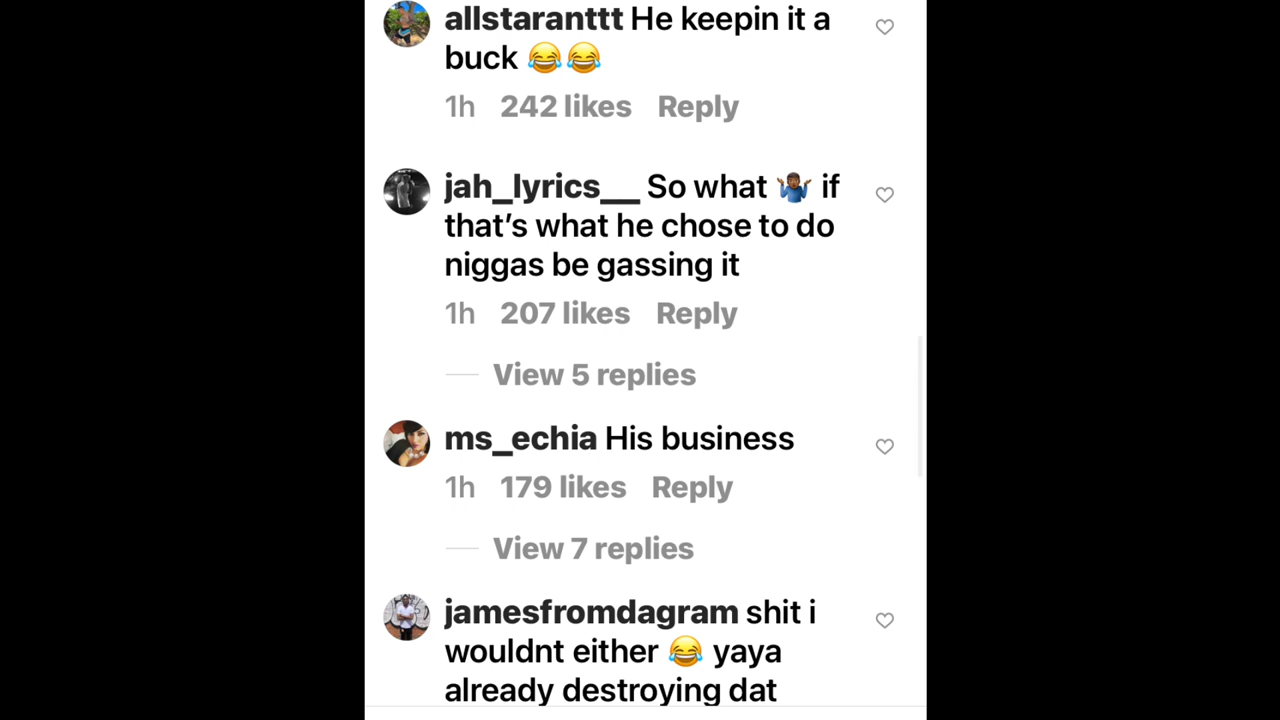 allstaranttt He keepin it a
buck 😂😂
1h 242 likes Reply
jah_lyrics__ So what 🤷🏾‍♂️ if
that’s what he chose to do
niggas be gassing it
1h 207 likes Reply
View 5 replies
ms_echia His business
1h 179 likes Reply
View 7 replies
jamesfromdagram shit i
wouldnt either 😂 yaya
already destroying dat